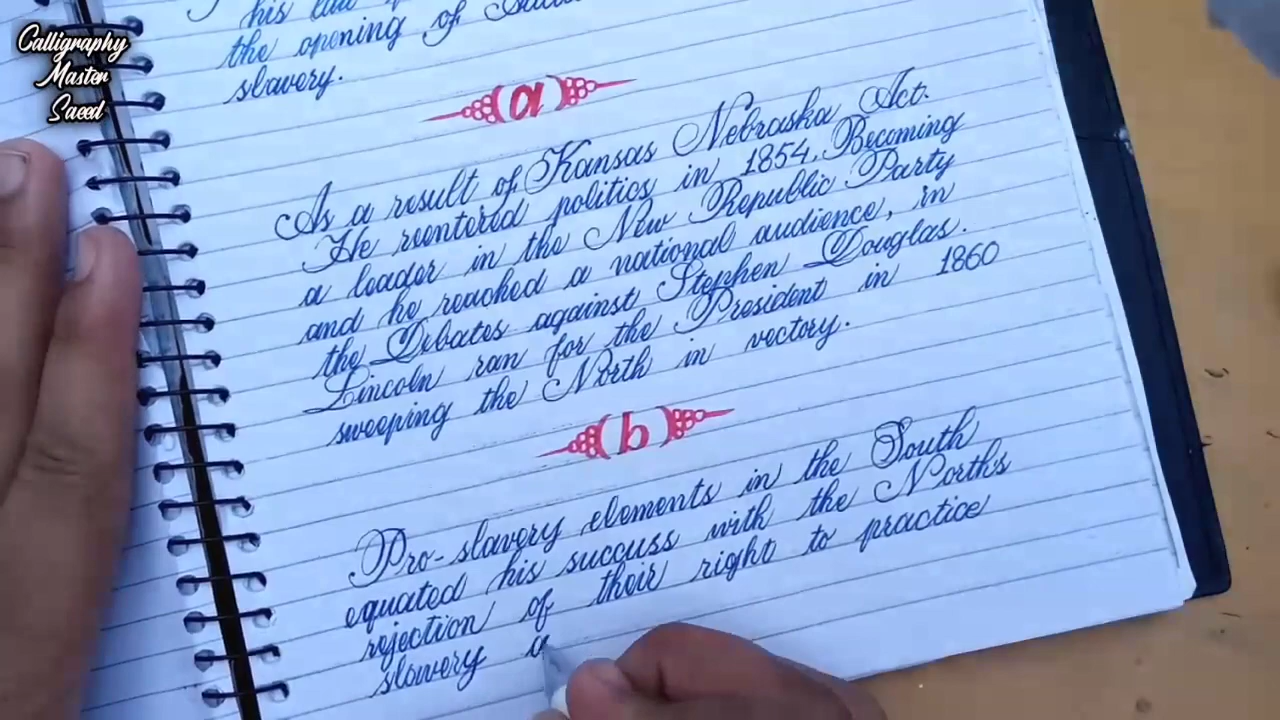 Calligraphy
Master
Saeed
his
the opening of
slavery.
(a)
As a result of Kansas Nebraska Act.
He reentered politics in 1854, Becoming
a leader in the New Republic Party
and he reached a national audience, in
the Debates against Stephen Douglas.
Lincoln ran for the President in 1860
sweeping the North in vectory.
(b)
Pro-slavery elements in the South
equated his success with the Norths
rejection of their right to practice
slavery